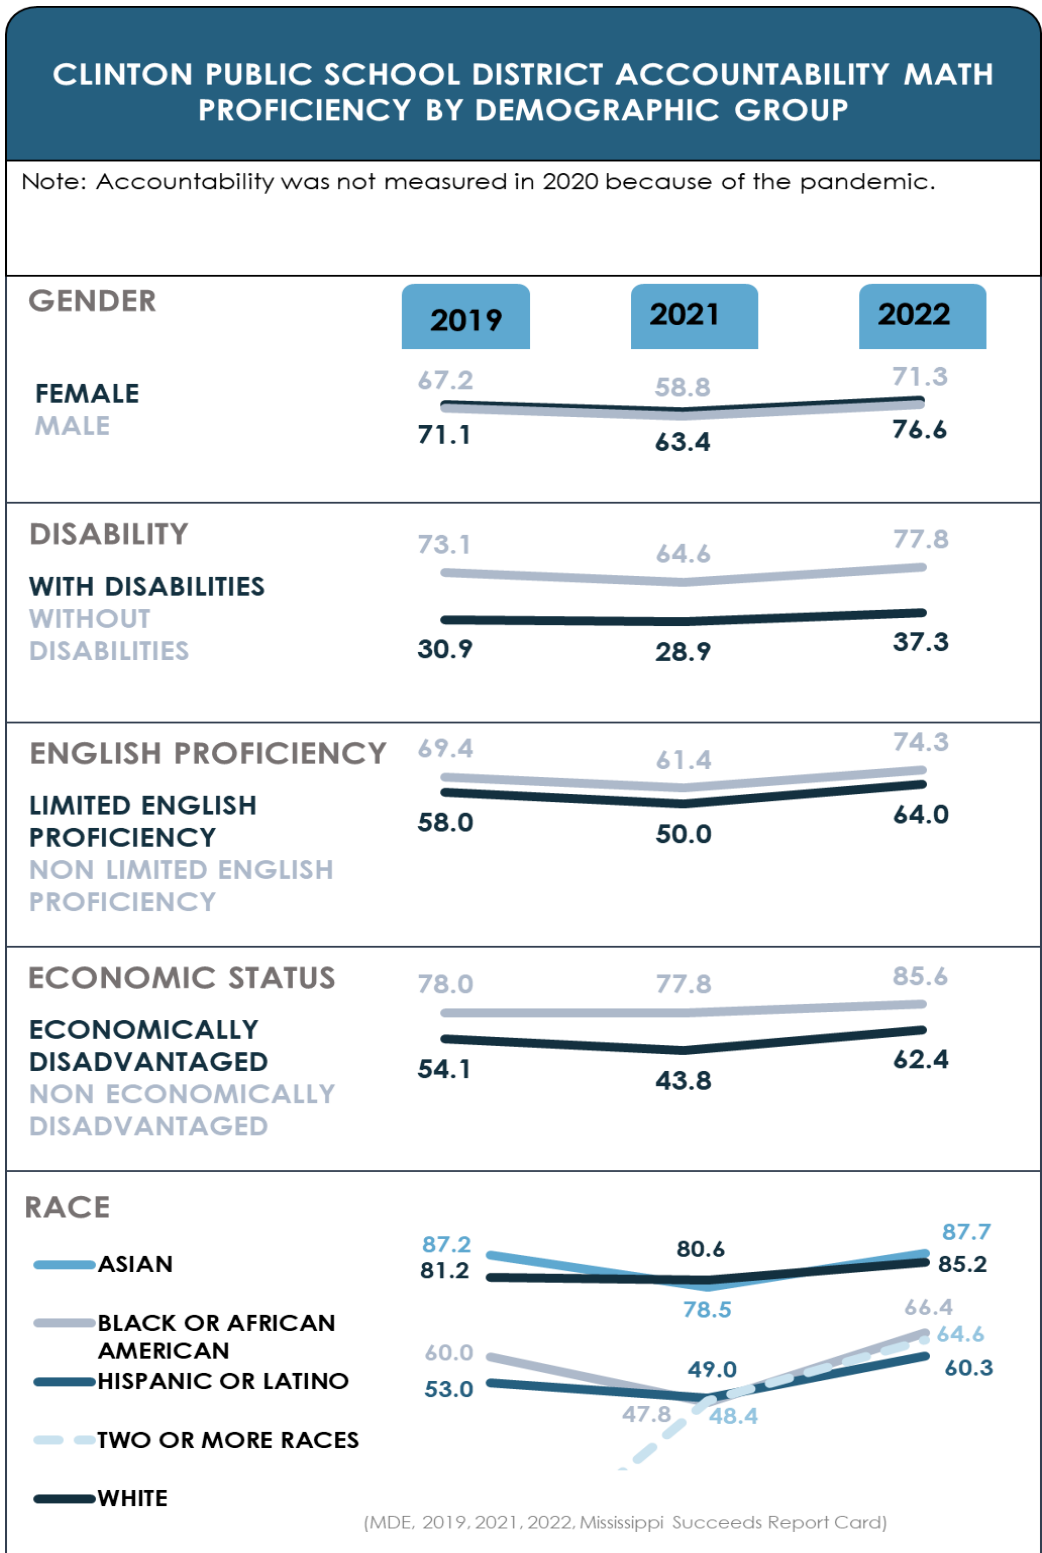 CLINTON PUBLIC SCHOOL DISTRICT ACCOUNTABILITY MATH
PROFICIENCY BY DEMOGRAPHIC GROUP
Note: Accountability was not measured in 2020 because of the pandemic.
GENDER
2019
2021
2022
FEMALE
MALE
67.2
58.8
71.3
71.1
63.4
76.6
DISABILITY
WITH DISABILITIES
WITHOUT
DISABILITIES
73.1
64.6
77.8
30.9
28.9
37.3
ENGLISH PROFICIENCY
LIMITED ENGLISH
PROFICIENCY
NON LIMITED ENGLISH
PROFICIENCY
69.4
61.4
74.3
58.0
50.0
64.0
ECONOMIC STATUS
ECONOMICALLY
DISADVANTAGED
NON ECONOMICALLY
DISADVANTAGED
78.0
77.8
85.6
54.1
43.8
62.4
RACE
ASIAN
BLACK OR AFRICAN
AMERICAN
HISPANIC OR LATINO
TWO OR MORE RACES
WHITE
87.2
81.2
80.6
78.5
87.7
85.2
60.0
53.0
49.0
47.8
48.4
66.4
64.6
60.3
(MDE, 2019, 2021, 2022, Mississippi Succeeds Report Card)